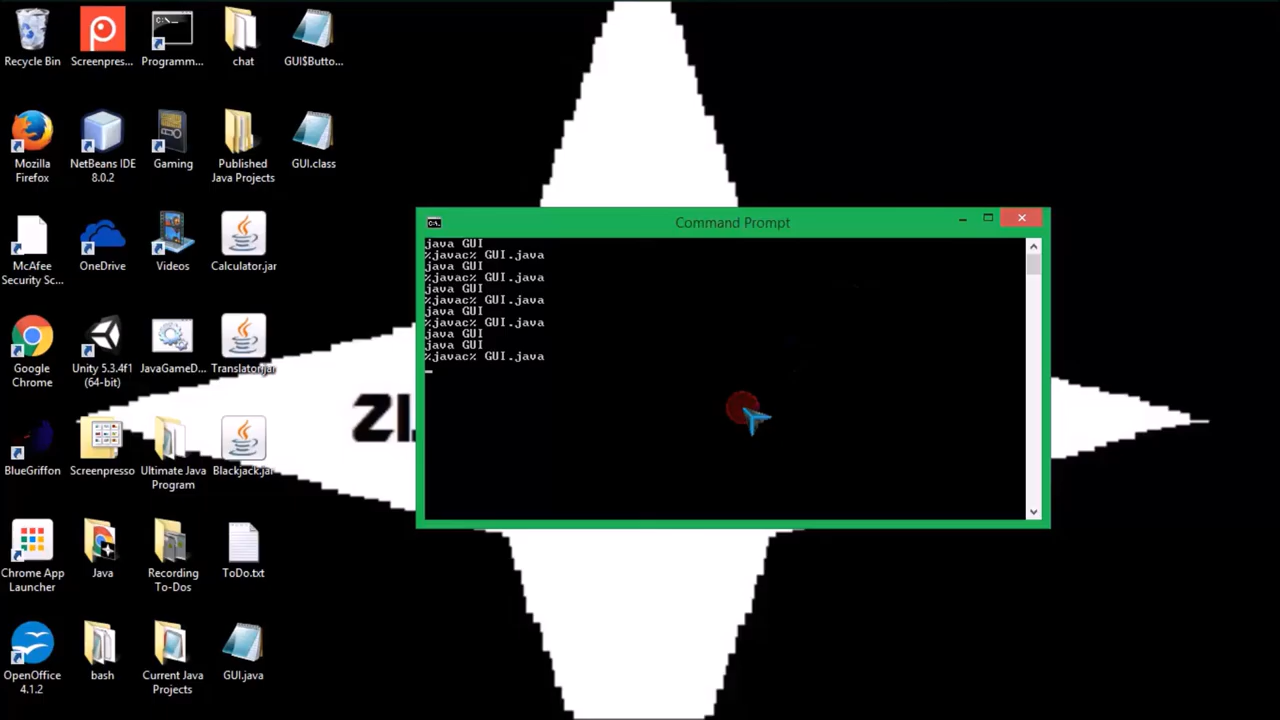 Recycle Bin
Screenpres...
Programm...
chat
GUI$Butto...
Mozilla
Firefox
NetBeans IDE
8.0.2
Gaming
Published
Java Projects
GUI.class
McAfee
Security Sc...
OneDrive
Videos
Calculator.jar
Google
Chrome
Unity 5.3.4f1
(64-bit)
JavaGameD...
Translator.jar
BlueGriffon
Screenpresso
Ultimate Java
Program
Blackjack.jar
Chrome App
Launcher
Java
Recording
To-Dos
ToDo.txt
OpenOffice
4.1.2
bash
Current Java
Projects
GUI.java
Command Prompt
java GUI
%javac% GUI.java
java GUI
%javac% GUI.java
java GUI
%javac% GUI.java
java GUI
%javac% GUI.java
java GUI
java GUI
%javac% GUI.java